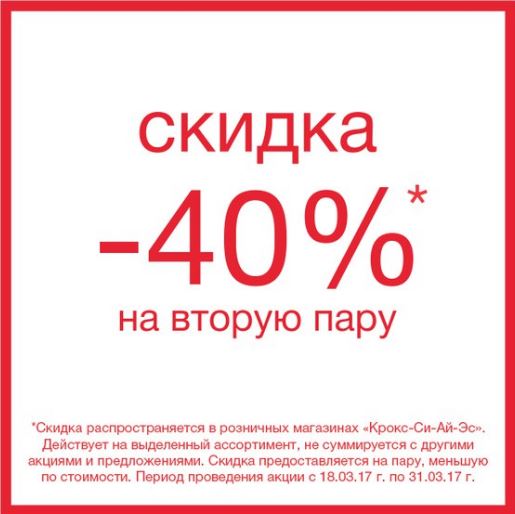 скидка
-40%*
на вторую пару
*Скидка распространяется в розничных магазинах «Крокс-Си-Ай-Эс».
Действует на выделенный ассортимент, не суммируется с другими
акциями и предложениями. Скидка предоставляется на пару, меньшую
по стоимости. Период проведения акции с 18.03.17 г. по 31.03.17 г.